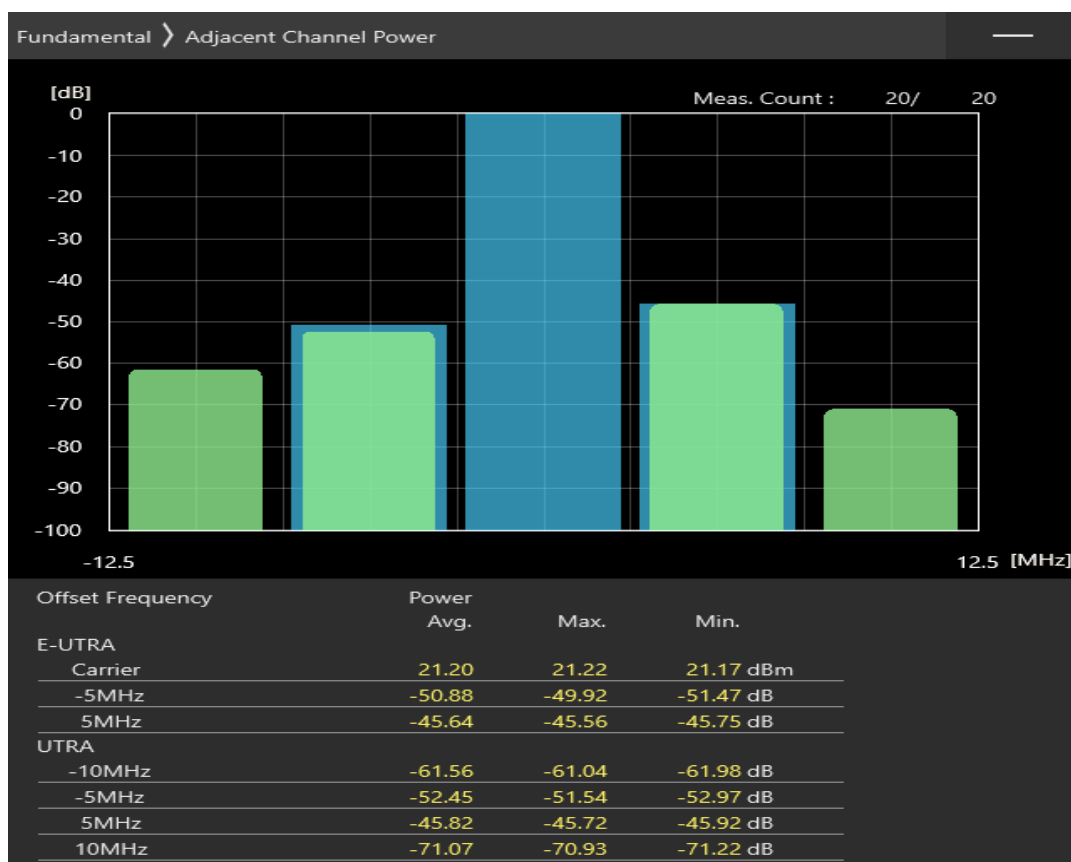 Fundamental ❯ Adjacent Channel Power
[dB]
Meas. Count : 20/ 20
0
-10
-20
-30
-40
-50
-60
-70
-80
-90
-100
-12.5 12.5 [MHz]
Offset Frequency Power
Avg. Max. Min.
E-UTRA
Carrier 21.20 21.22 21.17 dBm
-5MHz -50.88 -49.92 -51.47 dB
5MHz -45.64 -45.56 -45.75 dB
UTRA
-10MHz -61.56 -61.04 -61.98 dB
-5MHz -52.45 -51.54 -52.97 dB
5MHz -45.82 -45.72 -45.92 dB
10MHz -71.07 -70.93 -71.22 dB